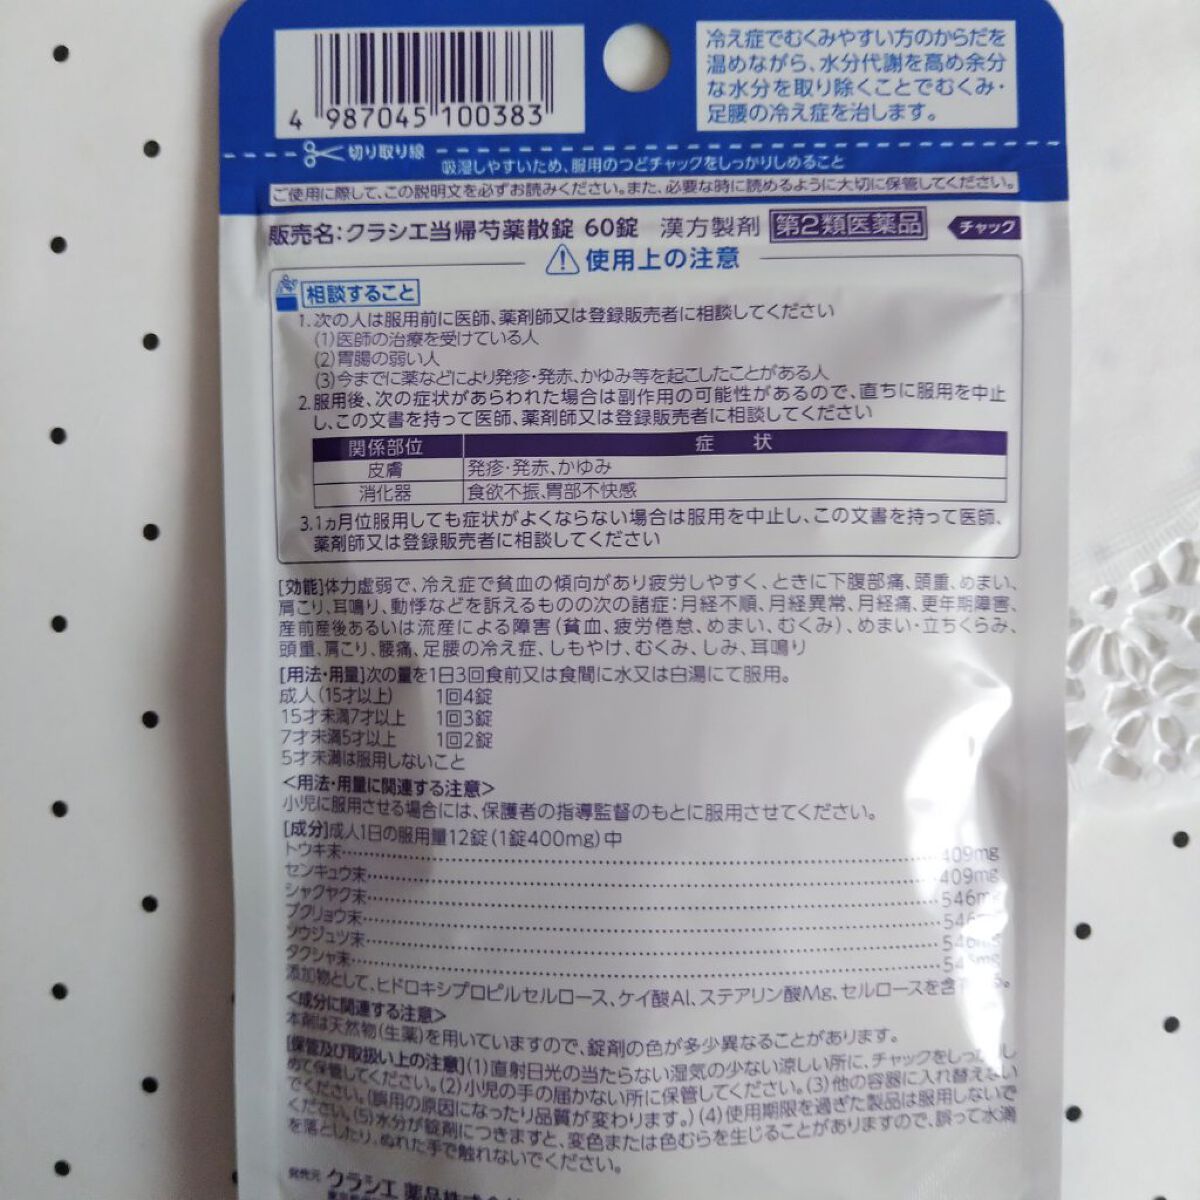 冷え症でむくみやすい方のからだを
温めながら、水分代謝を高め余分
な水分を取り除くことでむくみ・
足腰の冷え症を治します。
4 987045 100383
切り取り線
吸湿しやすいため、服用のつどチャックをしっかりしめること
ご使用に際して、この説明文を必ずお読みください。また、必要な時に読めるように大切に保管してください。
販売名:クラシエ当帰芍薬散錠 60錠 漢方製剤 第2類医薬品 チャック
使用上の注意
相談すること
1.次の人は服用前に医師、薬剤師又は登録販売者に相談してください
(1)医師の治療を受けている人
(2)胃腸の弱い人
(3)今までに薬などにより発疹・発赤、かゆみ等を起こしたことがある人
2.服用後、次の症状があらわれた場合は副作用の可能性があるので、直ちに服用を中止
し、この文書を持って医師、薬剤師又は登録販売者に相談してください
関係部位 症 状
皮膚 発疹・発赤、かゆみ
消化器 食欲不振、胃部不快感
3.1ヵ月位服用しても症状がよくならない場合は服用を中止し、この文書を持って医師、
薬剤師又は登録販売者に相談してください
[効能]体力虚弱で、冷え症で貧血の傾向があり疲労しやすく、ときに下腹部痛、頭重、めまい、
肩こり、耳鳴り、動悸などを訴えるものの次の諸症:月経不順、月経異常、月経痛、更年期障害、
産前産後あるいは流産による障害(貧血、疲労倦怠、めまい、むくみ)、めまい・立ちくらみ、
頭重、肩こり、腰痛、足腰の冷え症、しもやけ、むくみ、しみ、耳鳴り
[用法・用量]次の量を1日3回食前又は食間に水又は白湯にて服用。
成人(15才以上) 1回4錠
15才未満7才以上 1回3錠
7才未満5才以上 1回2錠
5才未満は服用しないこと
<用法・用量に関連する注意>
小児に服用させる場合には、保護者の指導監督のもとに服用させてください。
[成分]成人1日の服用量12錠(1錠400mg)中
トウキ末 409mg
センキュウ末 409mg
シャクヤク末 546mg
ブクリョウ末 546mg
ソウジュツ末
タクシャ末
添加物として、ヒドロキシプロピルセルロース、ケイ酸Al、ステアリン酸Mg、セルロースを含
<成分に関連する注意>
本剤は天然物(生薬)を用いていますので、錠剤の色が多少異なることがあります。
[保管及び取扱い上の注意](1)直射日光の当たらない湿気の少ない涼しい所に、チャックをしっかりし
めて保管してください。(2)小児の手の届かない所に保管してください。(3)他の容器に入れ替えない
でください。(誤用の原因になったり品質が変わります。)(4)使用期限を過ぎた製品は服用しないで
ください。(5)水分が錠剤につきますと、変色または色むらを生じることがありますので、誤って水滴
を落としたり、ぬれた手で触れないでください。
発売元 クラシエ 薬品株式会社